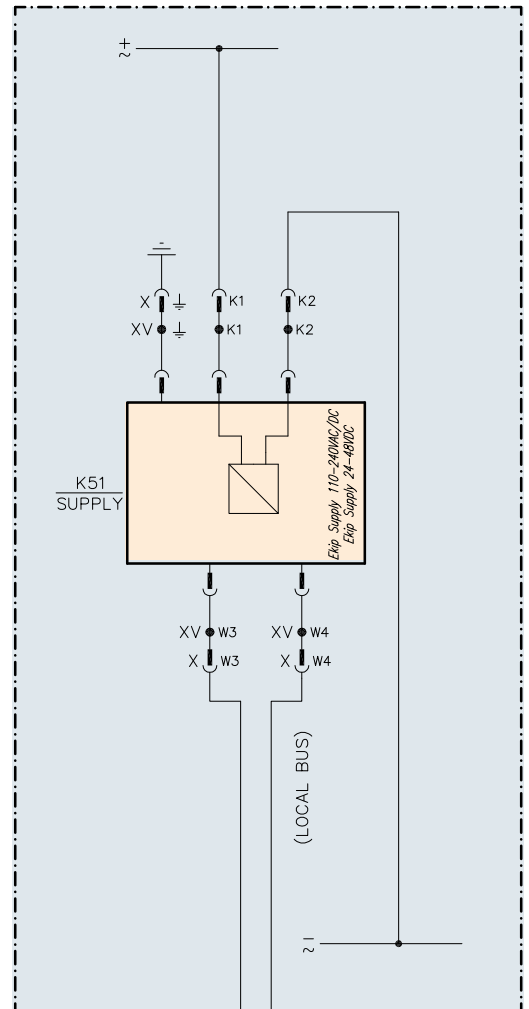 +
~
X K1 K2
XV K1 K2
K51
SUPPLY
Ekip Supply 110-240VAC/DC
Ekip Supply 24-48VDC
XV W3 XV W4
X W3 X W4
(LOCAL BUS)
–
~